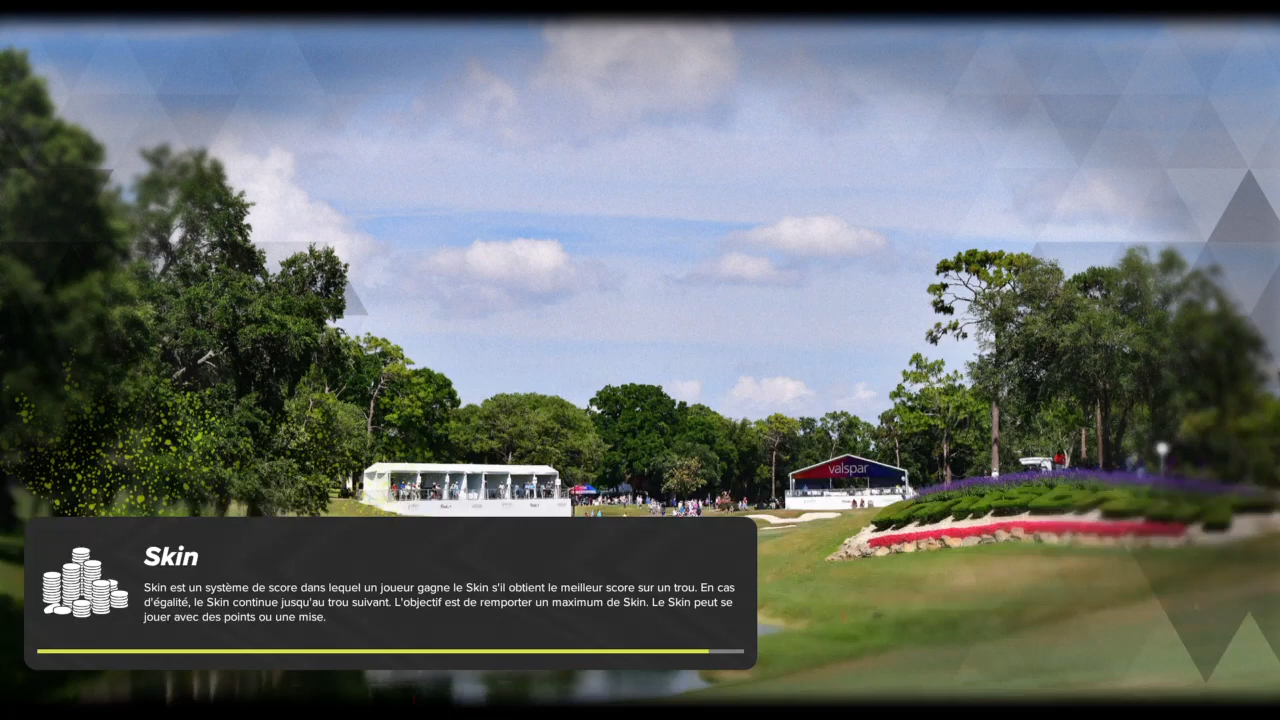 valspar
Skin
Skin est un système de score dans lequel un joueur gagne le Skin s'il obtient le meilleur score sur un trou. En cas
d'égalité, le Skin continue jusqu'au trou suivant. L'objectif est de remporter un maximum de Skin. Le Skin peut se
jouer avec des points ou une mise.